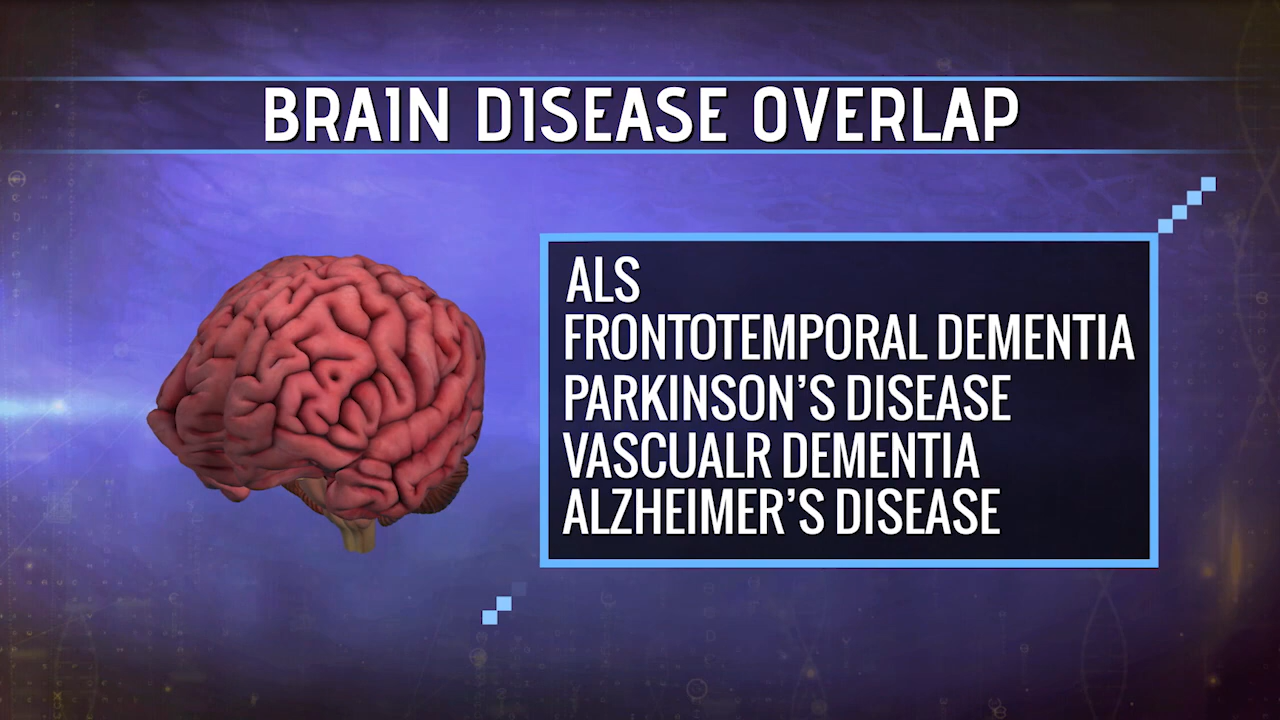 BRAIN DISEASE OVERLAP
ALS
FRONTOTEMPORAL DEMENTIA
PARKINSON'S DISEASE
VASCUALR DEMENTIA
ALZHEIMER'S DISEASE